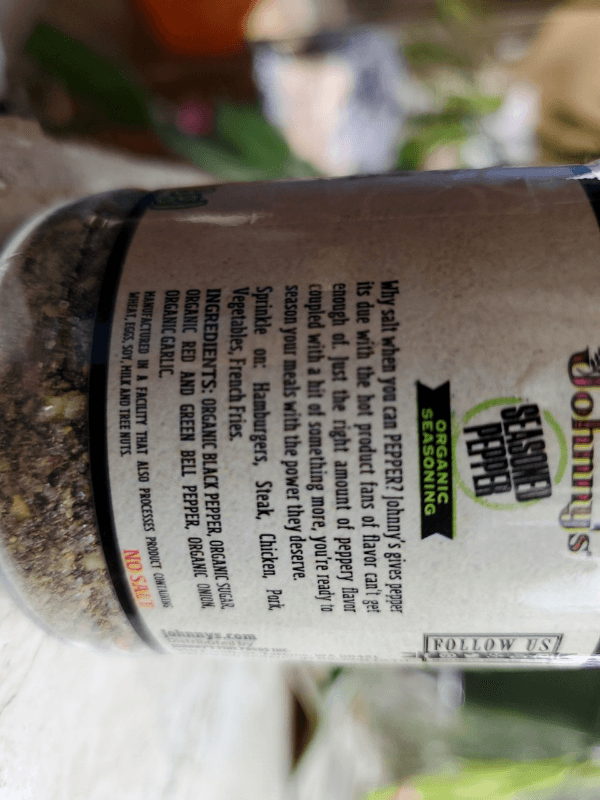 Johnny's
SEASONED
PEPPER
ORGANIC
SEASONING
Why salt when you can PEPPER? Johnny's gives pepper
its due with the hot product fans of flavor can't get
enough of. Just the right amount of peppery flavor
coupled with a bit of something more, you're ready to
season your meals with the power they deserve.
Sprinkle on: Hamburgers, Steak, Chicken, Pork,
Vegetables, French Fries.
INGREDIENTS: ORGANIC BLACK PEPPER, ORGANIC SUGAR,
ORGANIC RED AND GREEN BELL PEPPER, ORGANIC ONION,
ORGANIC GARLIC.
MANUFACTURED IN A FACILITY THAT ALSO PROCESSES PRODUCT CONTAINING
WHEAT, EGGS, SOY, MILK AND TREE NUTS.
NO SALT
FOLLOW US
johnnys.com